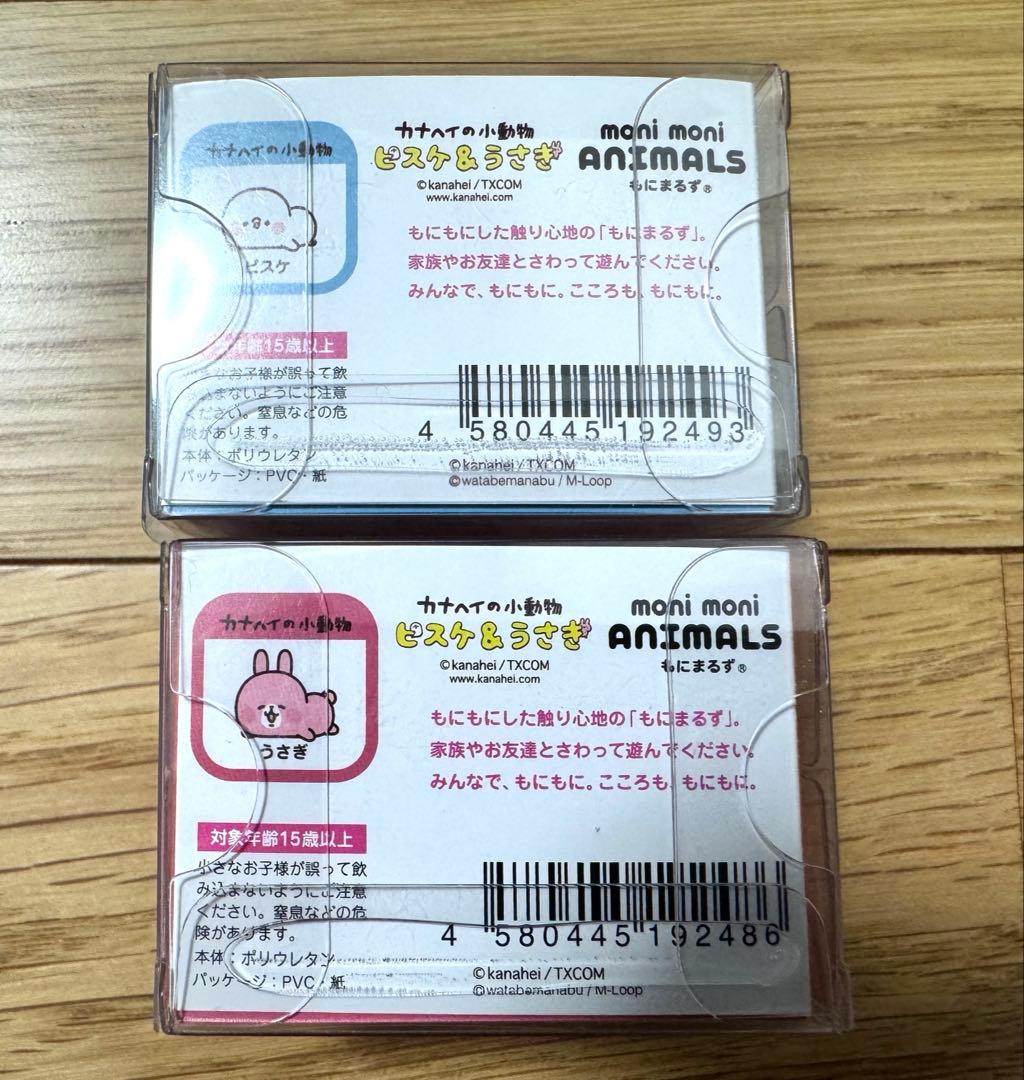 カナヘイの小動物
ピスケ
カナヘイの小動物
ピスケ&うさぎ
©kanahei / TXCOM
www.kanahei.com
moni moni
ANIMALS
もにまるず®
もにもにした触り心地の「もにまるず」。
家族やお友達とさわって遊んでください。
みんなで、もにもに。こころも、もにもに。
年齢15歳以上
なお子様が誤って飲
み込まないようにご注意
ください。窒息などの危
険があります。
本体：ポリウレタン
パッケージ：PVC・紙
4 580445 192493
©kanahei / TXCOM
©watabemanabu / M-Loop
カナヘイの小動物
うさぎ
カナヘイの小動物
ピスケ&うさぎ
©kanahei / TXCOM
www.kanahei.com
moni moni
ANIMALS
もにまるず®
もにもにした触り心地の「もにまるず」。
家族やお友達とさわって遊んでください。
みんなで、もにもに。こころも、もにもに。
対象年齢15歳以上
小さなお子様が誤って飲
み込まないようにご注意
ください。窒息などの危
険があります。
本体：ポリウレタン
パッケージ：PVC・紙
4 580445 192486
©kanahei / TXCOM
©watabemanabu / M-Loop